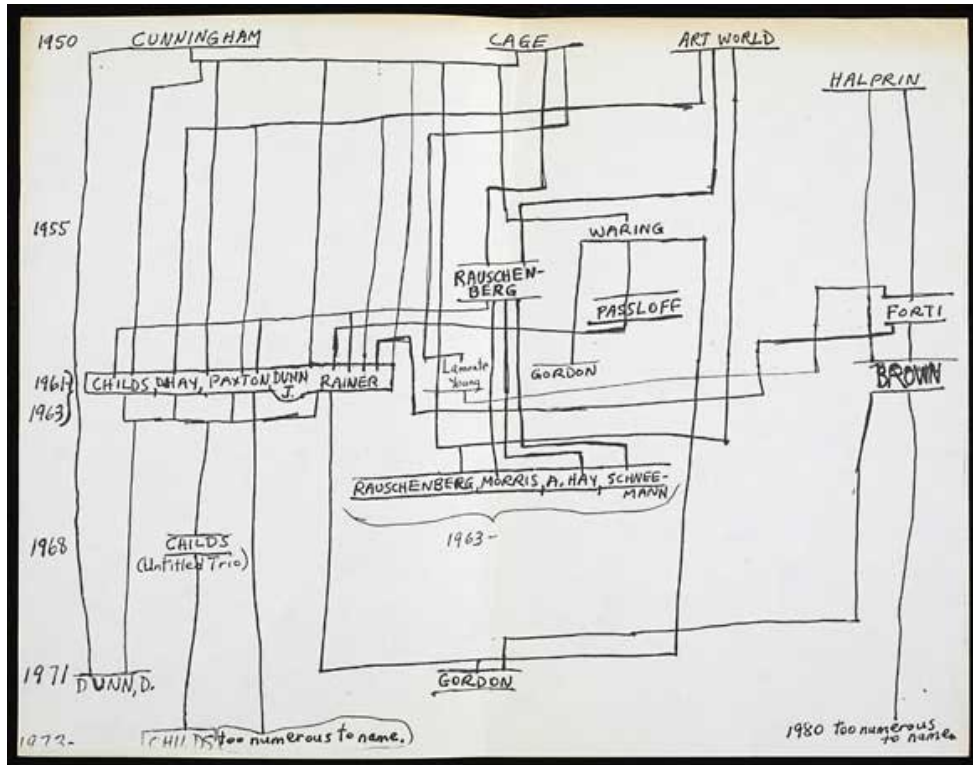 1950 CUNNINGHAM CAGE ART WORLD
HALPRIN
1955
WARING
RAUSCHEN-
BERG
PASSLOFF
FORTI
Lamonte
Young
GORDON
BROWN
1961
CHILDS, D. HAY, PAXTON DUNN J. RAINER
1963
RAUSCHENBERG, MORRIS, A. HAY, SCHNEE-
MANN
1963-
1968
CHILDS
(Untitled Trio)
1971 DUNN, D.
GORDON
1973- CHILDS (too numerous to name.)
1980 too numerous
to name.